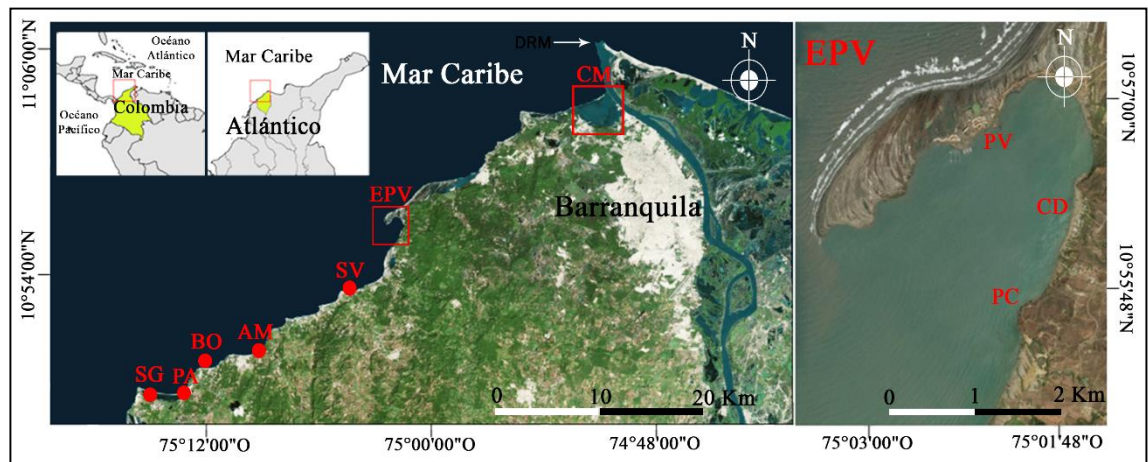 11°06'00"N
10°54'00"N
Océano
Atlántico
Mar Caribe
Océano
Pacífico
Colombia
Mar Caribe
Atlántico
DRM
Mar Caribe
CM
N
EPV
Barranquila
SV
AM
BO
PA
SG
0 10 20 Km
75°12'00"O
75°00'00"O
74°48'00"O
EPV
N
PV
CD
PC
0 1 2 Km
10°57'00"N
10°55'48"N
75°03'00"O
75°01'48"O